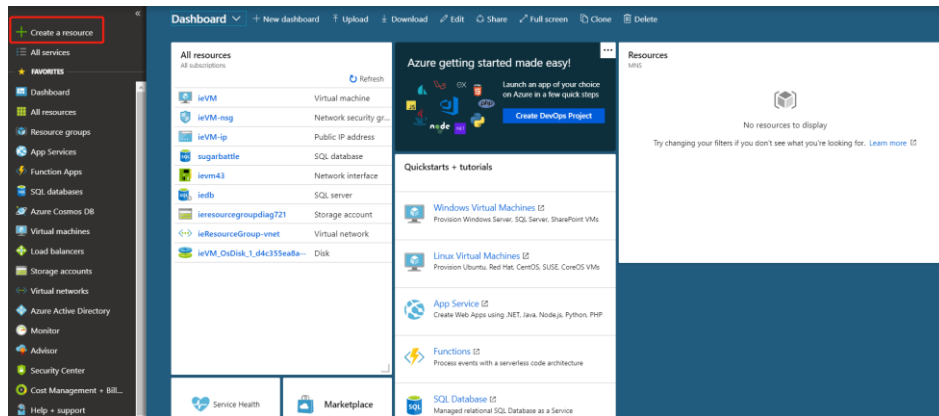 Create a resource
All services
FAVORITES
Dashboard
All resources
Resource groups
App Services
Function Apps
SQL databases
Azure Cosmos DB
Virtual machines
Load balancers
Storage accounts
Virtual networks
Azure Active Directory
Monitor
Advisor
Security Center
Cost Management + Bill...
Help + support
Dashboard + New dashboard Upload Download Edit Share Full screen Clone Delete
All resources
All subscriptions
Refresh
ieVM Virtual machine
ieVM-nsg Network security gr...
ieVM-ip Public IP address
sugarbattle SQL database
ievm43 Network interface
iedb SQL server
ieresourcegroupdiag721 Storage account
ieResourceGroup-vnet Virtual network
ieVM_OsDisk_1_d4c355ea8a--- Disk
Service Health
Marketplace
Azure getting started made easy!
Launch an app of your choice
on Azure in a few quick steps
Create DevOps Project
JS
php
node
.NET
Quickstarts + tutorials
Windows Virtual Machines
Provision Windows Server, SQL Server, SharePoint VMs
Linux Virtual Machines
Provision Ubuntu, Red Hat, CentOS, SUSE, CoreOS VMs
App Service
Create Web Apps using .NET, Java, Node.js, Python, PHP
Functions
Process events with a serverless code architecture
SQL
SQL Database
Managed relational SQL Database as a Service
Resources
MNS
No resources to display
Try changing your filters if you don't see what you're looking for. Learn more